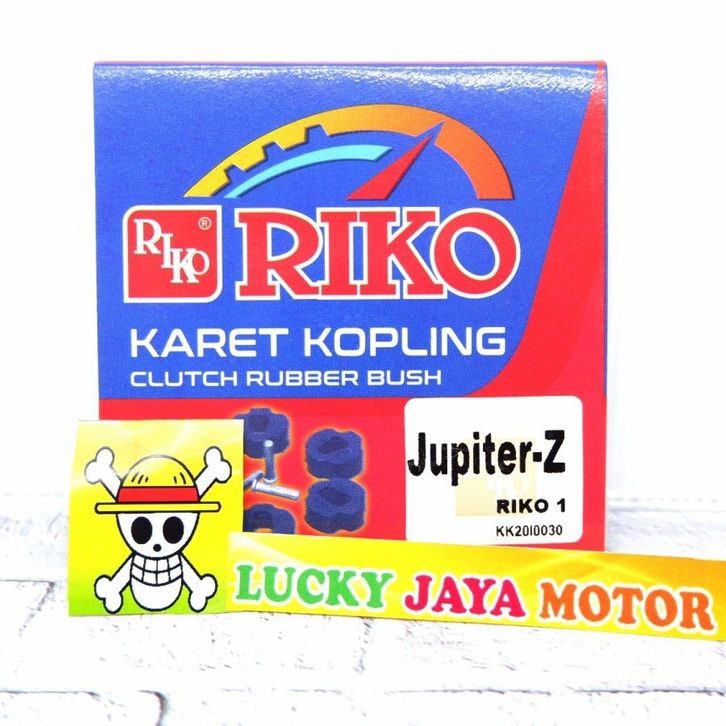 RIKO®
RIKO
KARET KOPLING
CLUTCH RUBBER BUSH
Jupiter-Z
RIKO 1
KK20I0030
LUCKY JAYA MOTOR